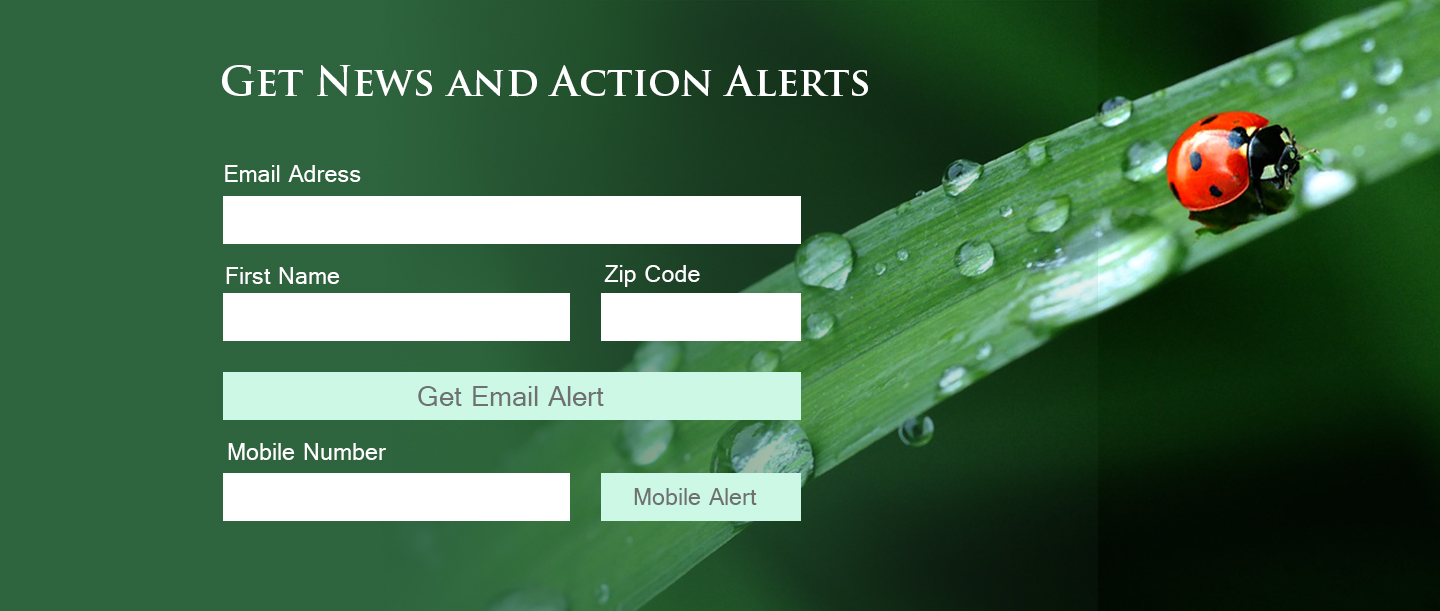 Get News and Action Alerts
Email Adress
First Name
Zip Code
Get Email Alert
Mobile Number
Mobile Alert